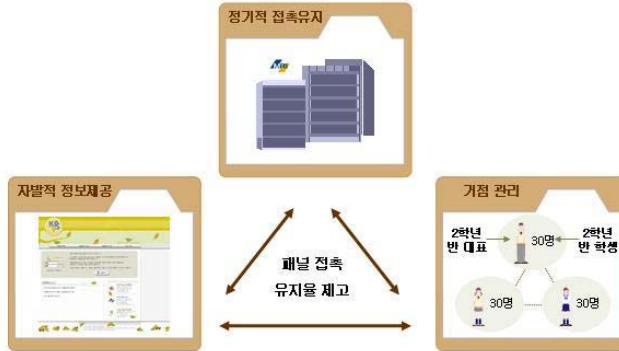 정기적 접촉유지
자발적 정보제공
거점 관리
2학년
반 대표
30명
2학년
반 학생
30명
30명
패널 접촉
유지율 제고